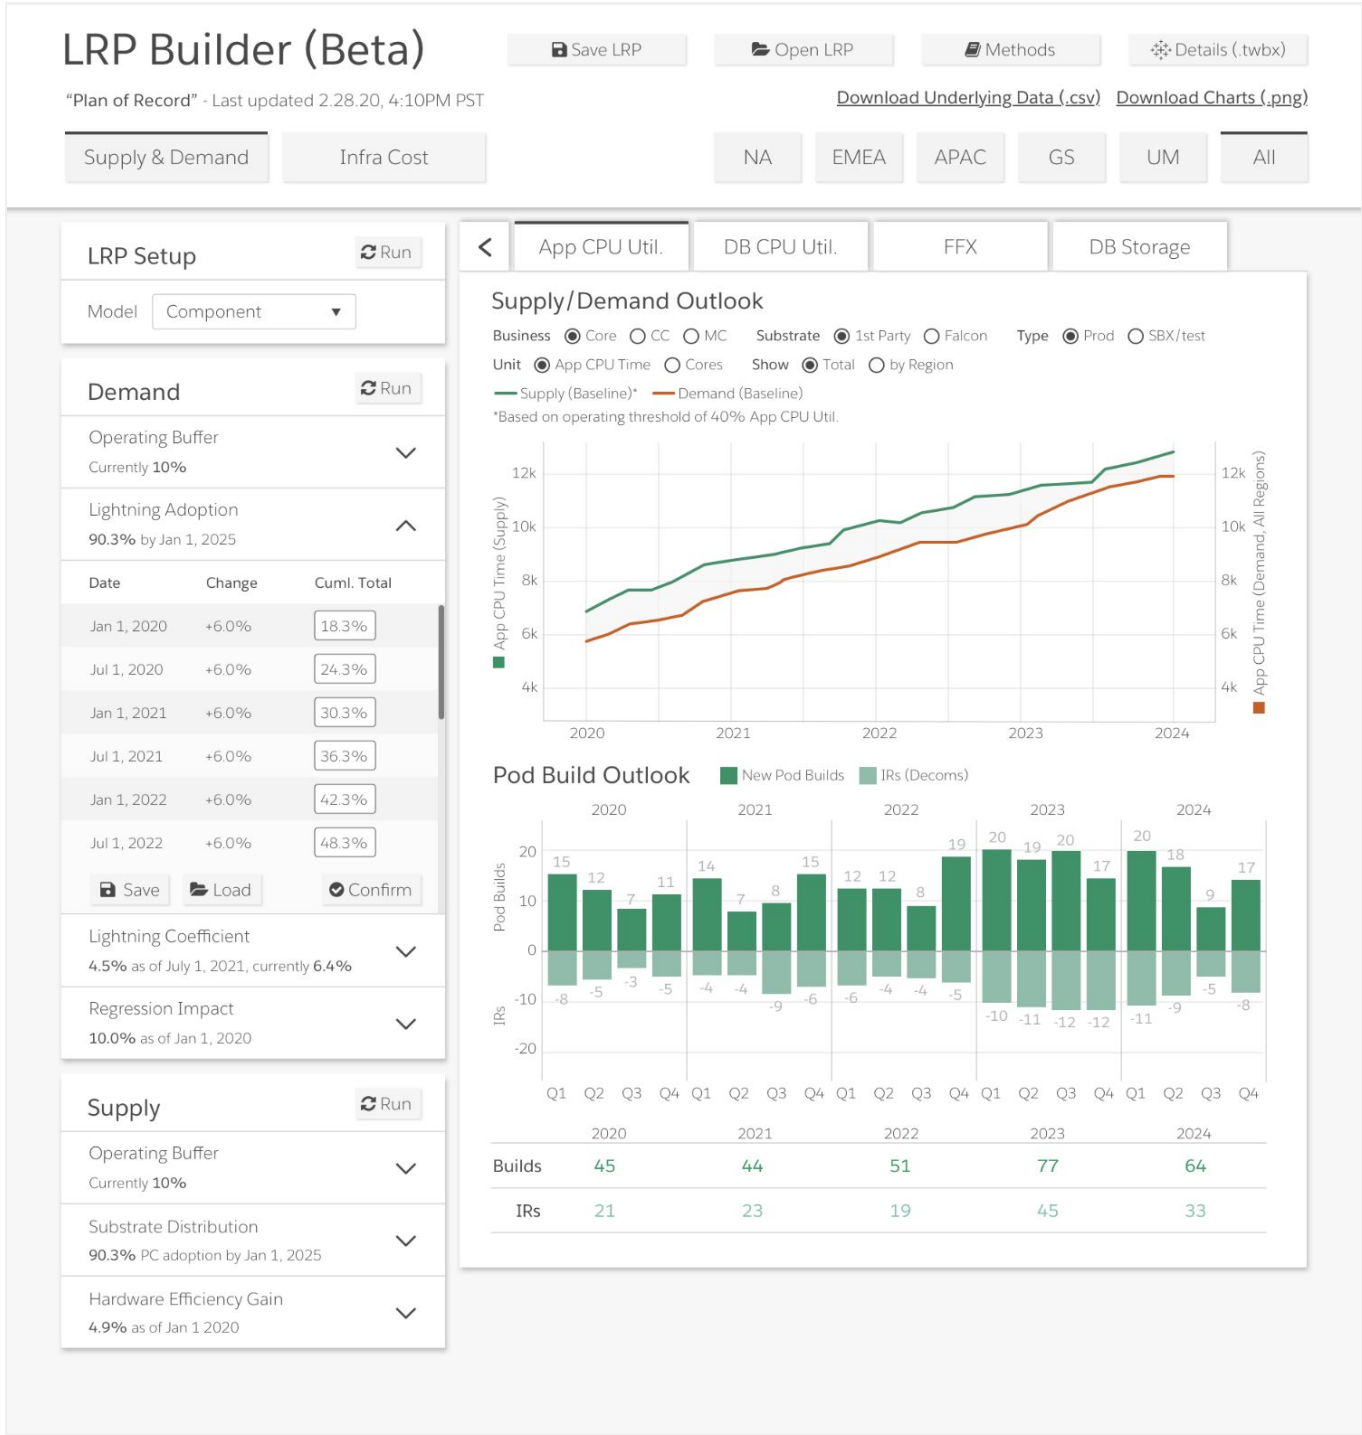 LRP Builder (Beta)
Save LRP
Open LRP
Methods
Details (.twbx)
"Plan of Record" - Last updated 2.28.20, 4:10PM PST
Download Underlying Data (.csv) Download Charts (.png)
Supply & Demand Infra Cost
NA EMEA APAC GS UM All
LRP Setup
Run
Model Component
Demand
Run
Operating Buffer
Currently 10%
Lightning Adoption
90.3% by Jan 1, 2025
Date Change Cuml. Total
Jan 1, 2020 +6.0% 18.3%
Jul 1, 2020 +6.0% 24.3%
Jan 1, 2021 +6.0% 30.3%
Jul 1, 2021 +6.0% 36.3%
Jan 1, 2022 +6.0% 42.3%
Jul 1, 2022 +6.0% 48.3%
Save Load Confirm
Lightning Coefficient
4.5% as of July 1, 2021, currently 6.4%
Regression Impact
10.0% as of Jan 1, 2020
Supply
Run
Operating Buffer
Currently 10%
Substrate Distribution
90.3% PC adoption by Jan 1, 2025
Hardware Efficiency Gain
4.9% as of Jan 1 2020
App CPU Util. DB CPU Util. FFX DB Storage
Supply/Demand Outlook
Business Core CC MC Substrate 1st Party Falcon Type Prod SBX/test
Unit App CPU Time Cores Show Total by Region
Supply (Baseline)* Demand (Baseline)
*Based on operating threshold of 40% App CPU Util.
App CPU Time (Supply)
12k
10k
8k
6k
4k
12k
10k
8k
6k
4k
App CPU Time (Demand, All Regions)
2020 2021 2022 2023 2024
Pod Build Outlook New Pod Builds IRs (Decoms)
2020 2021 2022 2023 2024
Pod Builds
IRs
20
10
0
-10
-20
15 12 7 11 14 7 8 15 12 12 8 19 20 19 20 17 20 18 9 17
-8 -5 -3 -5 -4 -4 -9 -6 -6 -4 -4 -5 -10 -11 -12 -12 -11 -9 -5 -8
Q1 Q2 Q3 Q4 Q1 Q2 Q3 Q4 Q1 Q2 Q3 Q4 Q1 Q2 Q3 Q4 Q1 Q2 Q3 Q4
2020 2021 2022 2023 2024
Builds 45 44 51 77 64
IRs 21 23 19 45 33